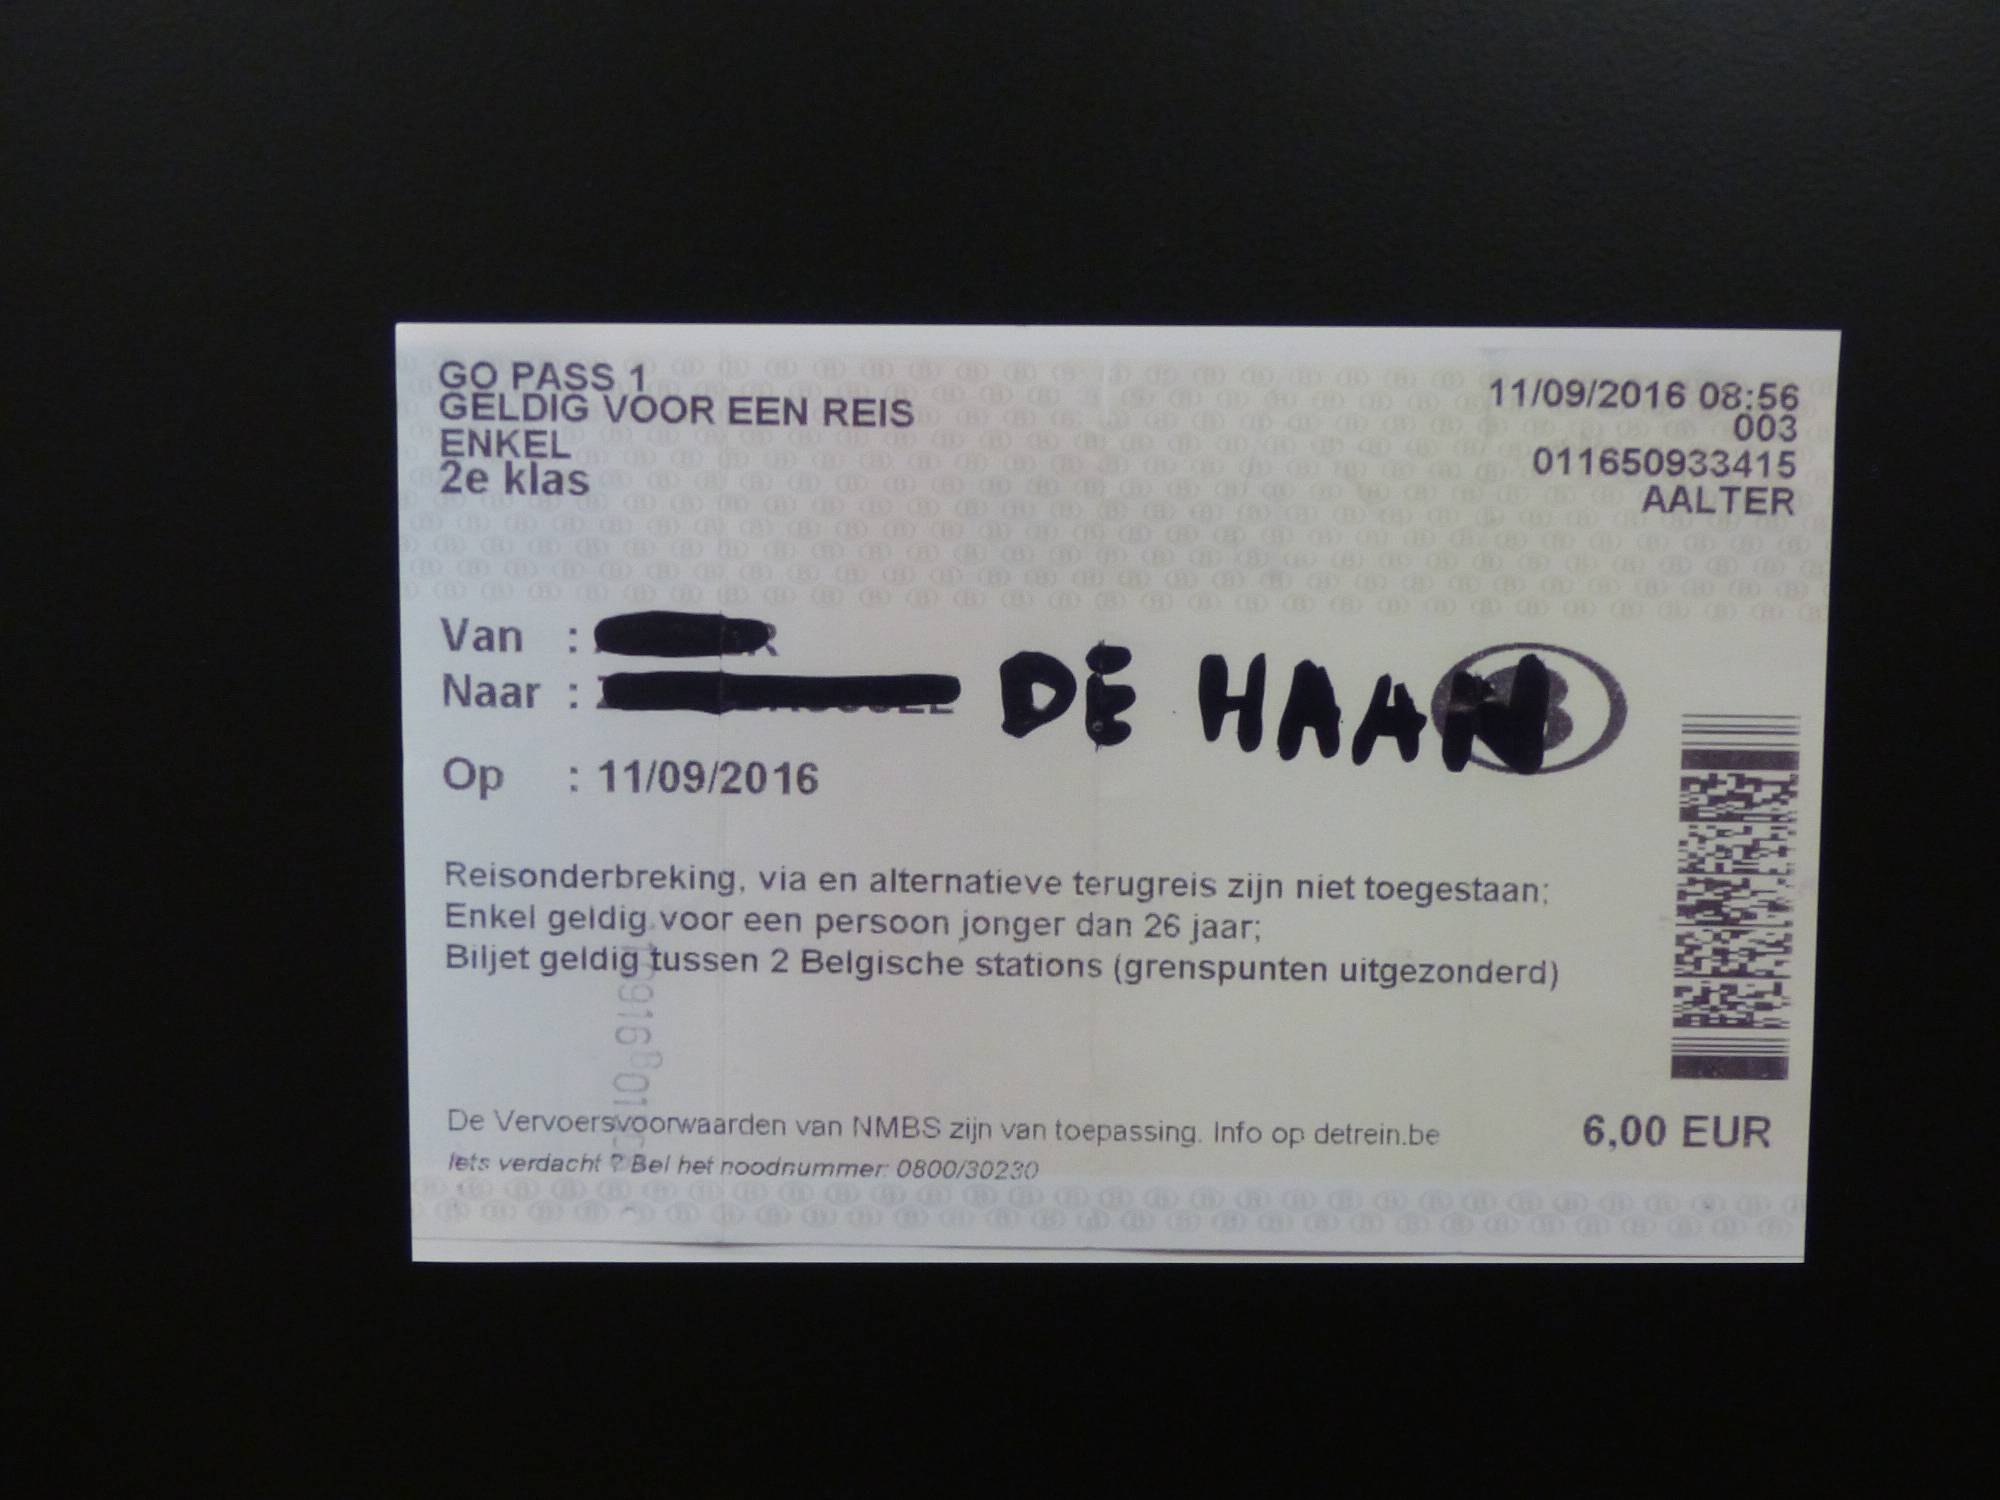 GO PASS 1
GELDIG VOOR EEN REIS
ENKEL
2e klas
11/09/2016 08:56
003
011650933415
AALTER
Van :
Naar : DE HAAN
B
Op : 11/09/2016
Reisonderbreking, via en alternatieve terugreis zijn niet toegestaan;
Enkel geldig voor een persoon jonger dan 26 jaar;
Biljet geldig tussen 2 Belgische stations (grenspunten uitgezonderd)
De Vervoersvoorwaarden van NMBS zijn van toepassing. Info op detrein.be
Iets verdacht ? Bel het noodnummer: 0800/30230
6,00 EUR